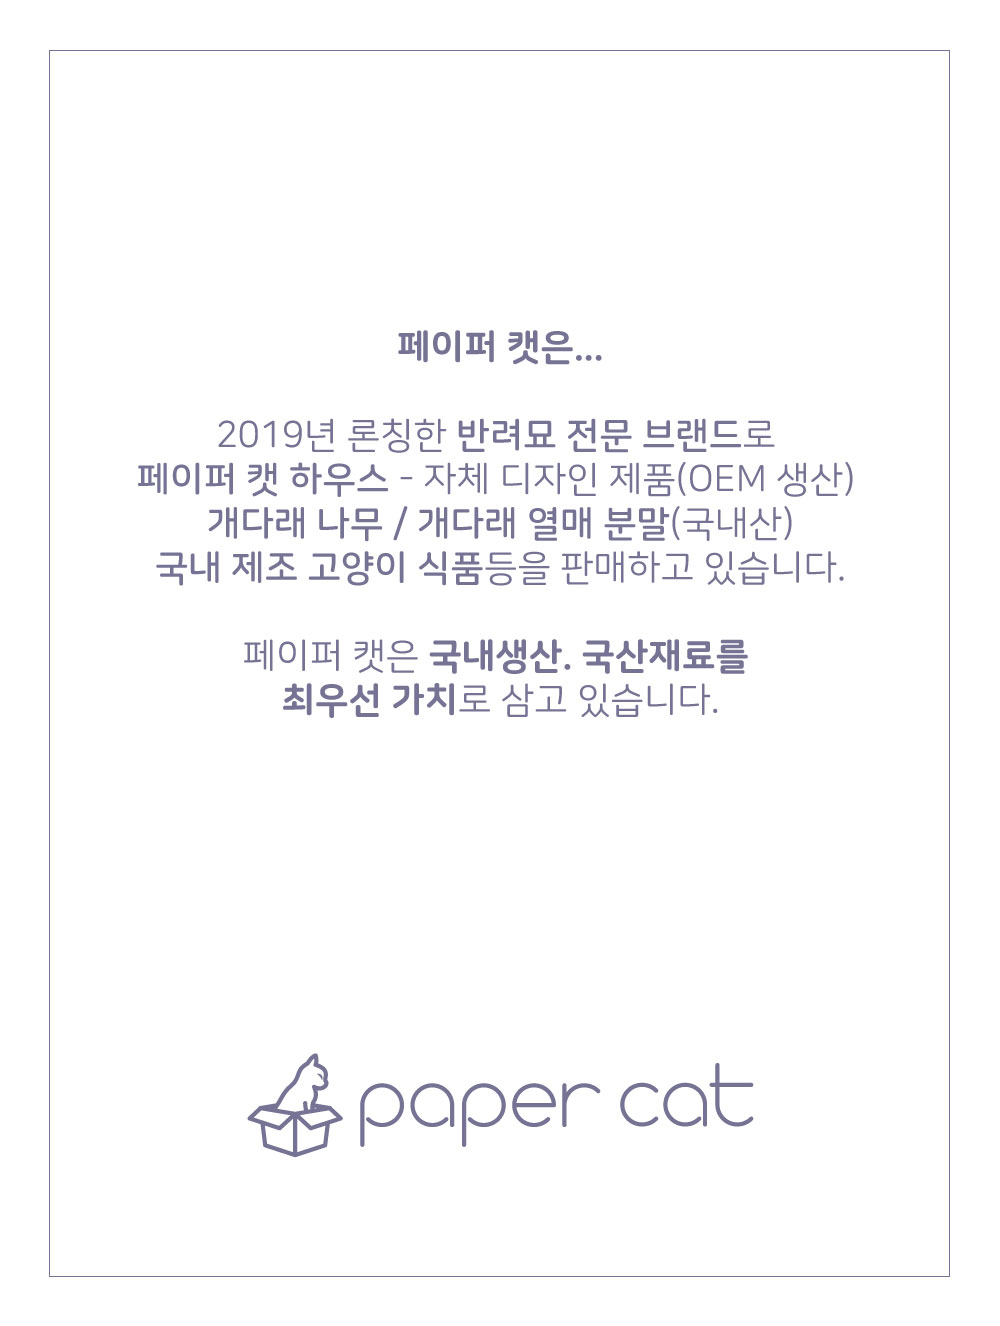 페이퍼 캣은...
2019년 론칭한 반려묘 전문 브랜드로
페이퍼 캣 하우스 - 자체 디자인 제품(OEM 생산)
개다래 나무 / 개다래 열매 분말(국내산)
국내 제조 고양이 식품등을 판매하고 있습니다.
페이퍼 캣은 국내생산. 국산재료를
최우선 가치로 삼고 있습니다.
paper cat